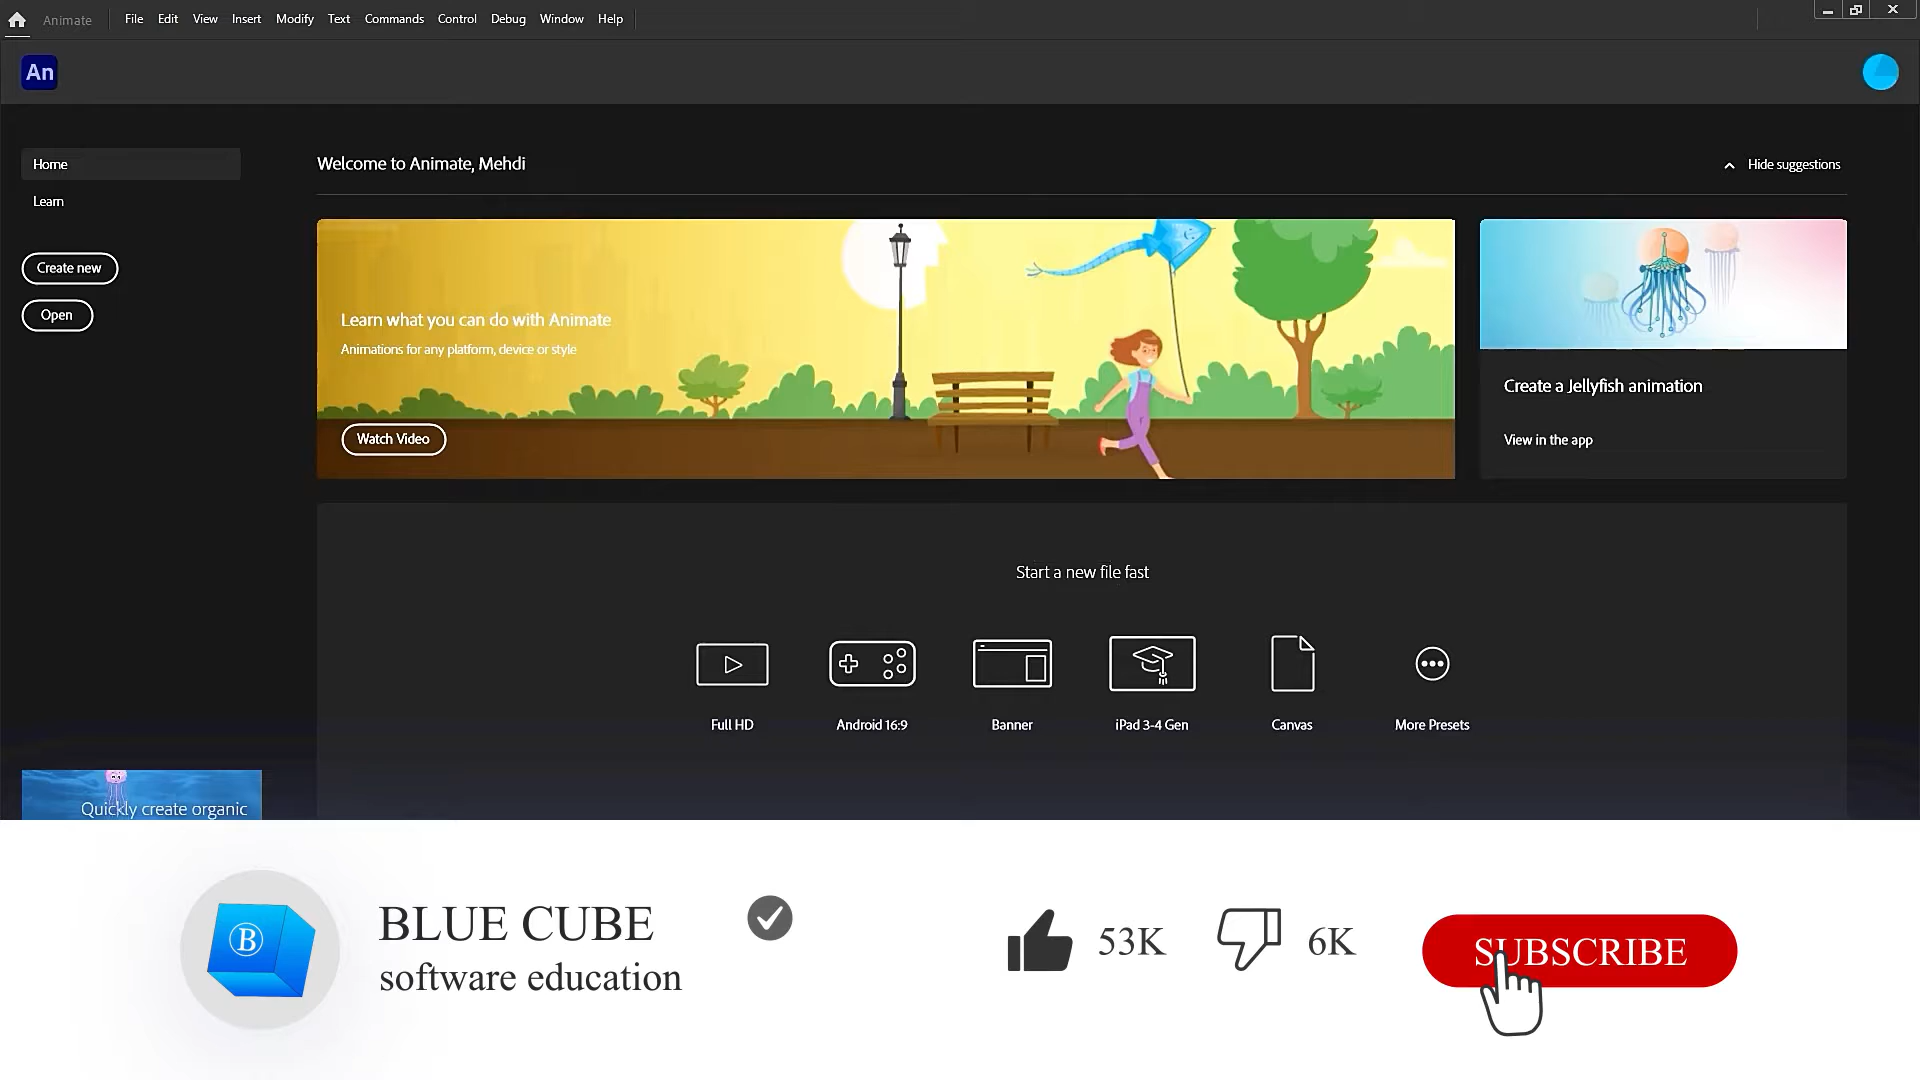 Animate File Edit View Insert Modify Text Commands Control Debug Window Help
An
Home
Learn
Create new
Open
Welcome to Animate, Mehdi
Hide suggestions
Learn what you can do with Animate
Animations for any platform, device or style
Watch Video
Create a Jellyfish animation
View in the app
Start a new file fast
Full HD Android 16:9 Banner iPad 3-4 Gen Canvas More Presets
Quickly create organic
B
BLUE CUBE
software education
53K 6K
SUBSCRIBE